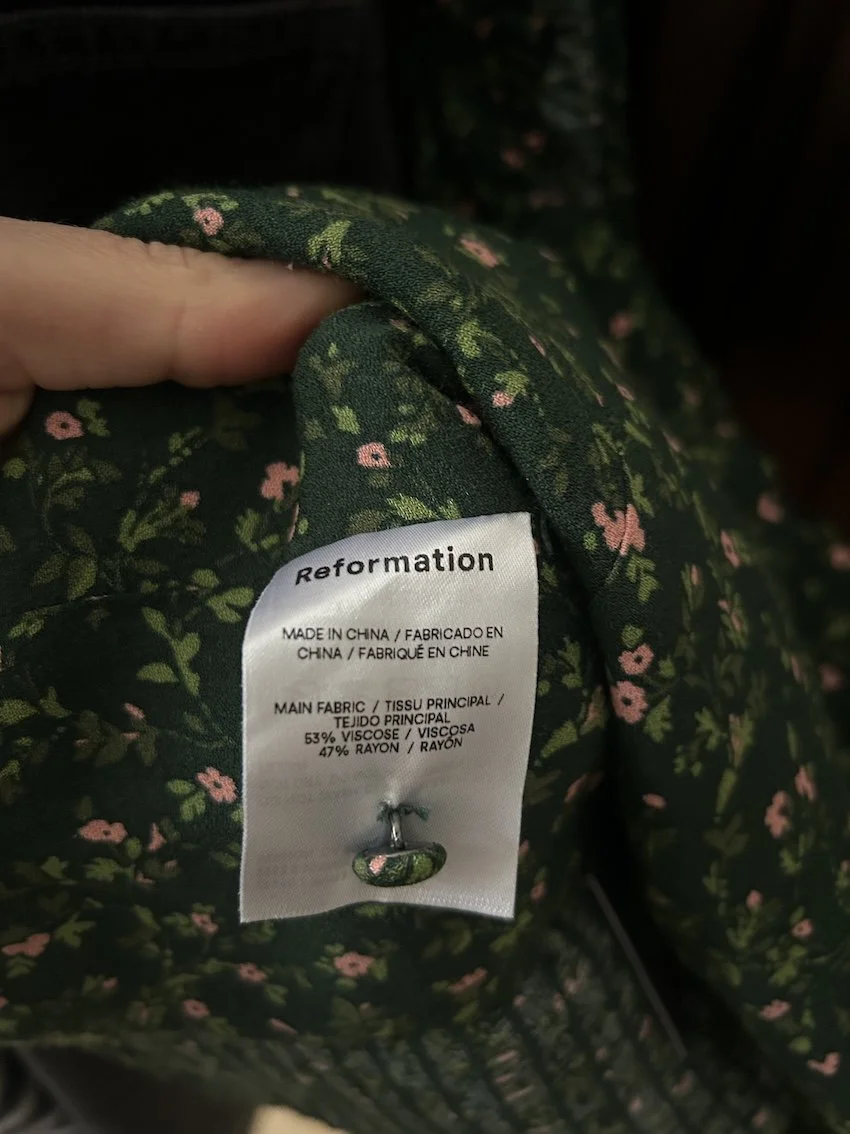 Reformation
MADE IN CHINA / FABRICADO EN
CHINA / FABRIQUÉ EN CHINE
MAIN FABRIC / TISSU PRINCIPAL /
TEJIDO PRINCIPAL
53% VISCOSE / VISCOSA
47% RAYON / RAYÓN